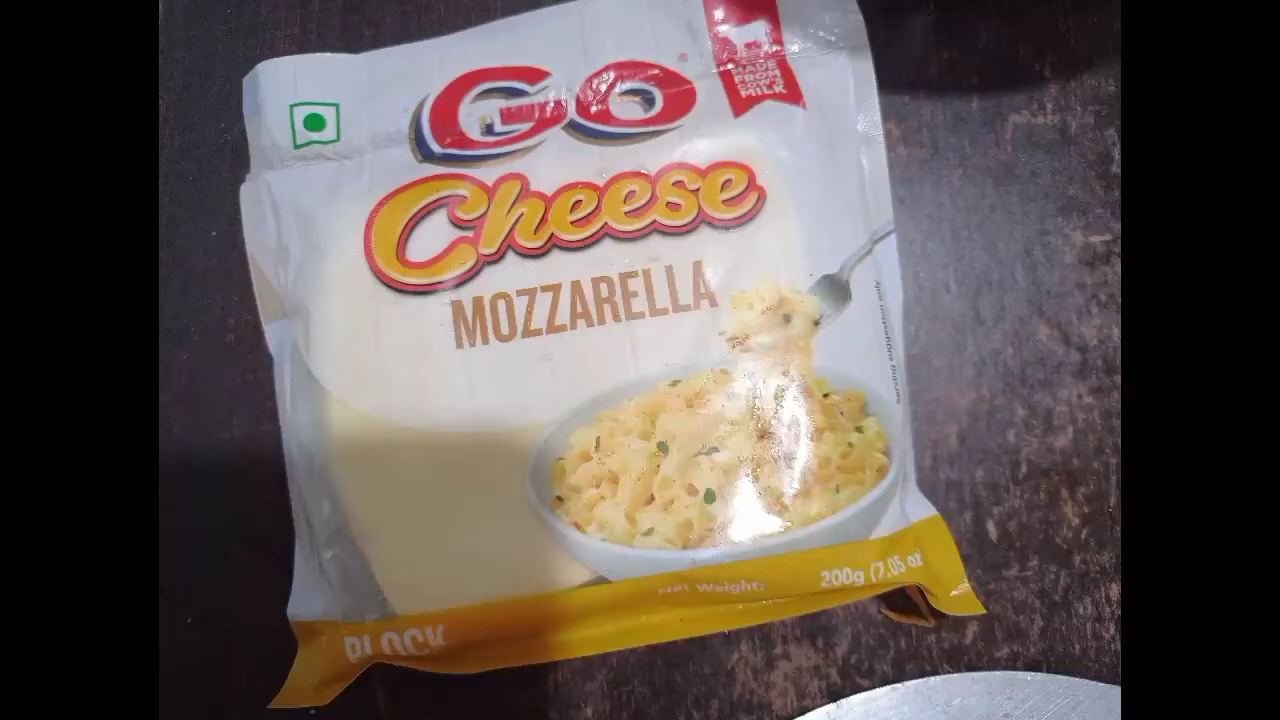 GO®
MADE
FROM
COW'S
MILK
Cheese
MOZZARELLA
Serving suggestion only
Net Weight: 200g (7.05 oz
BLOCK